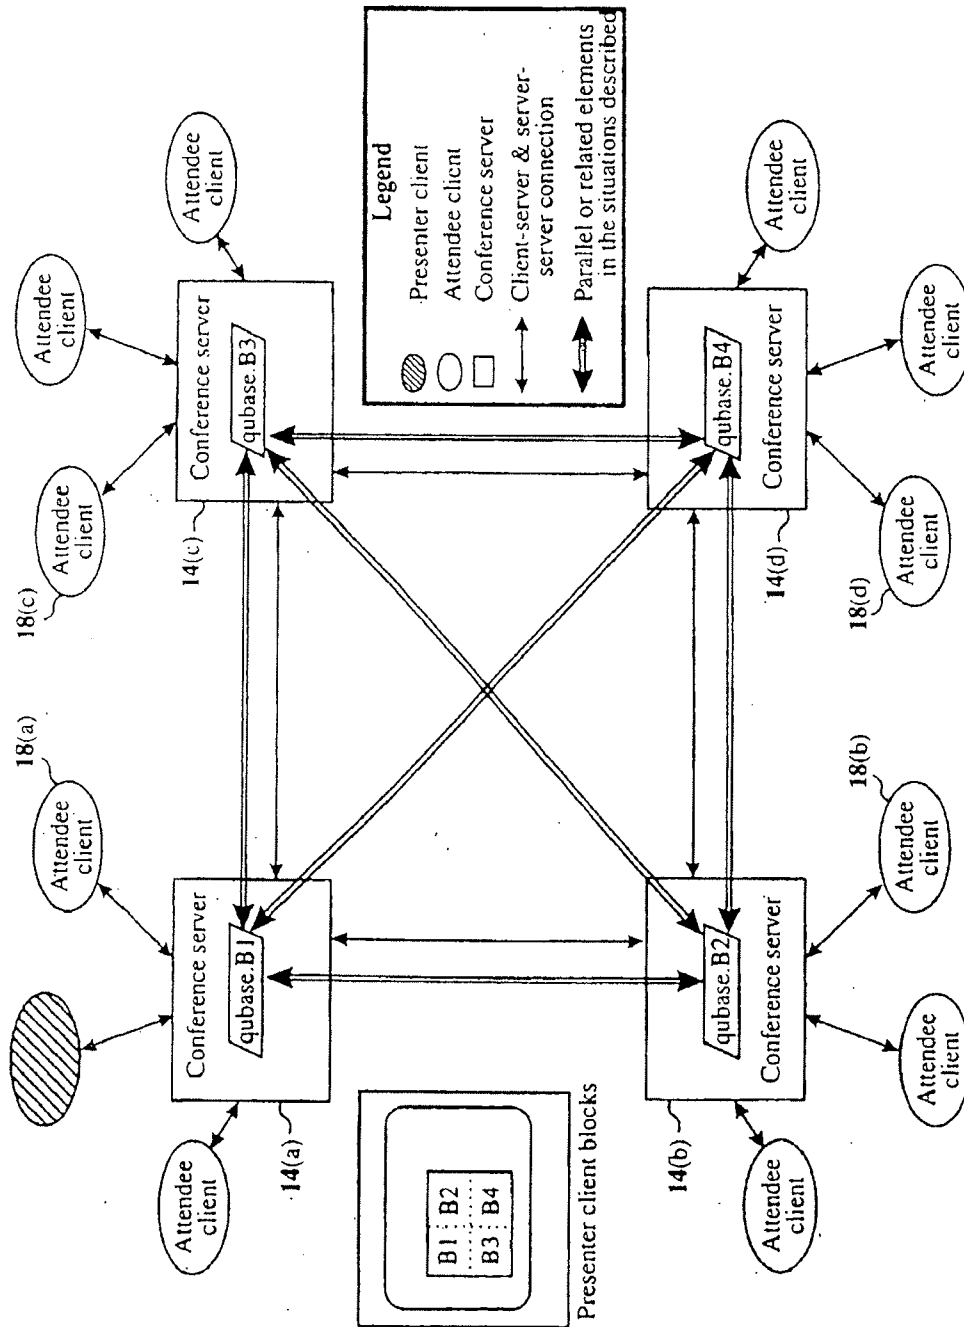 18(a)
Attendee
client
Attendee
client
14(a)
Conference server
qubase.B1
18(c)
Attendee
client
Attendee
client
Attendee
client
14(c)
Conference server
qubase.B3
Presenter client blocks
B1
B2
B3
B4
Legend
Presenter client
Attendee client
Conference server
Client-server & server-
server connection
Parallel or related elements
in the situations described
14(b)
qubase.B2
Conference server
Attendee
client
Attendee
client
Attendee
client
18(b)
14(d)
qubase.B4
Conference server
Attendee
client
Attendee
client
Attendee
client
18(d)